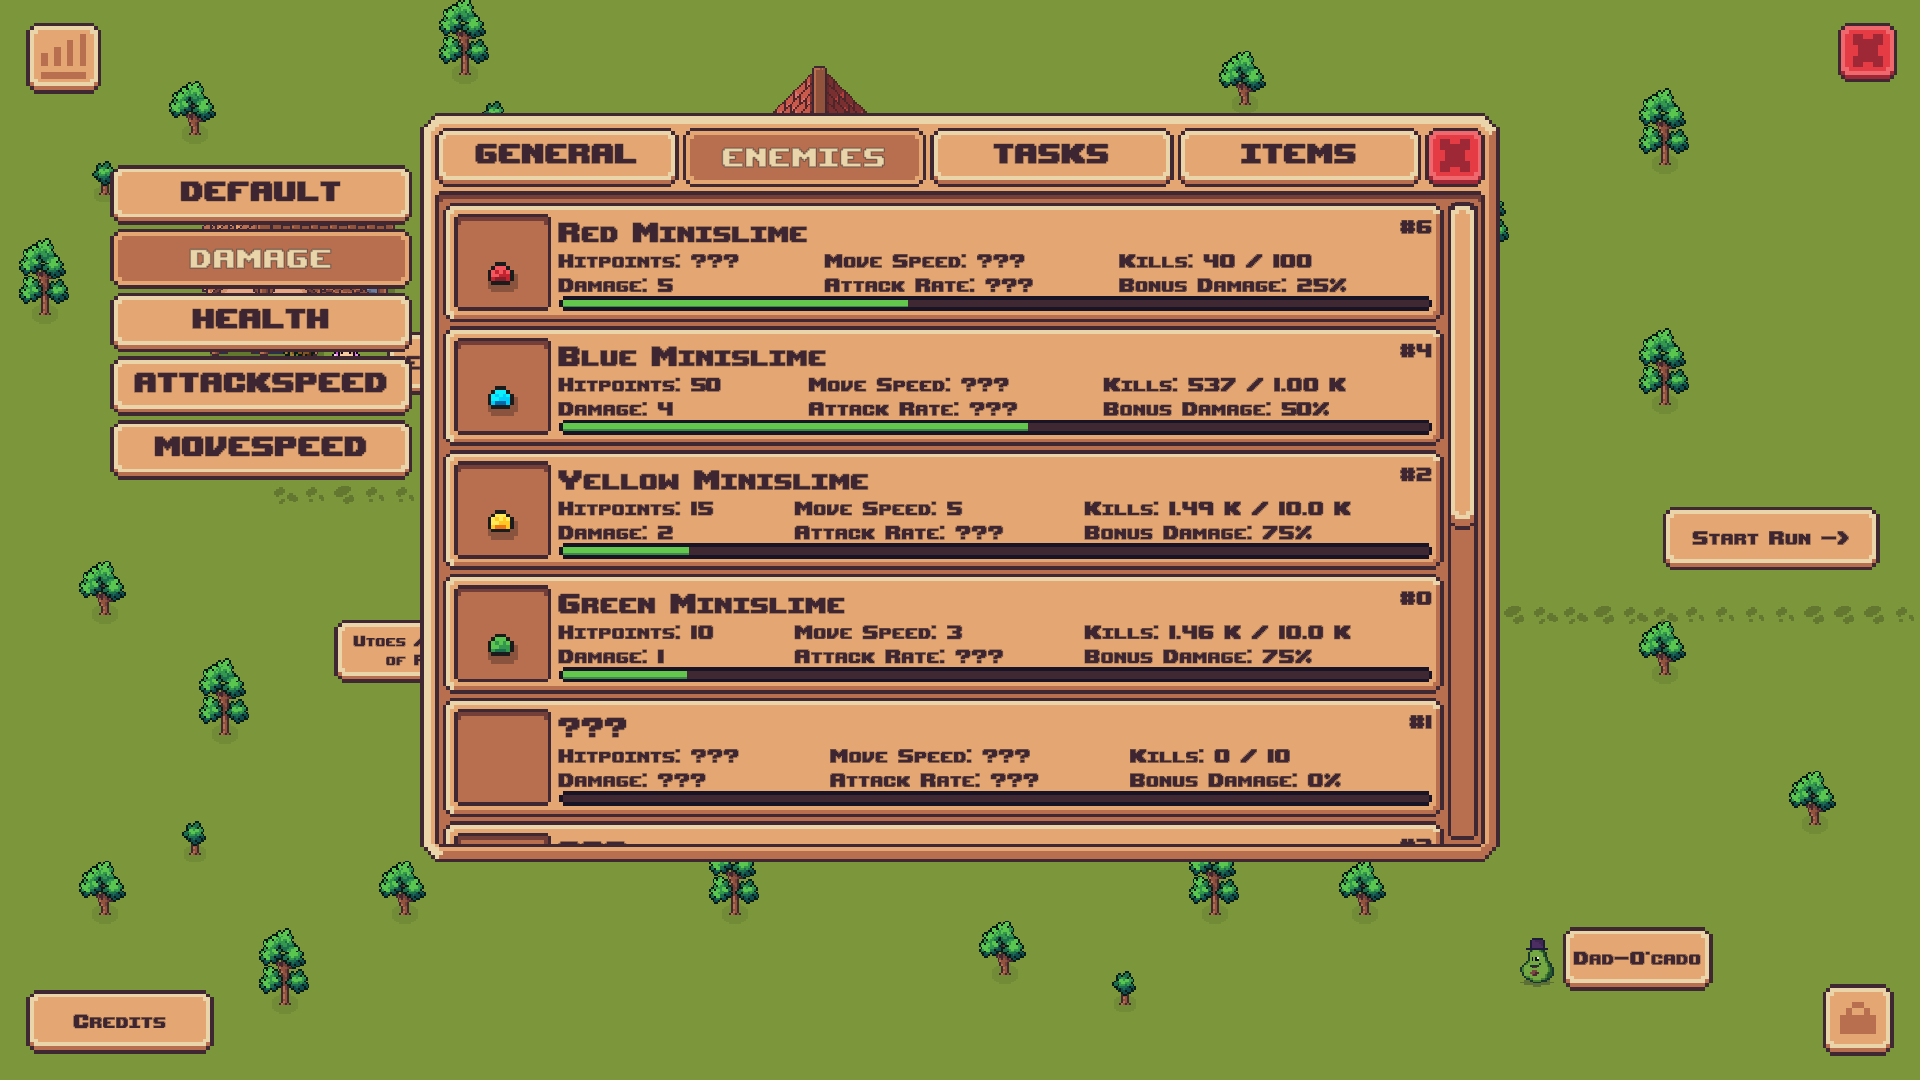 GENERAL
ENEMIES
TASKS
ITEMS
DEFAULT
DAMAGE
HEALTH
ATTACKSPEED
MOVESPEED
Red Minislime
#6
Hitpoints: ???
Move Speed: ???
Kills: 40 / 100
Damage: 5
Attack Rate: ???
Bonus Damage: 25%
Blue Minislime
#4
Hitpoints: 50
Move Speed: ???
Kills: 537 / 1.00 K
Damage: 4
Attack Rate: ???
Bonus Damage: 50%
Yellow Minislime
#2
Hitpoints: 15
Move Speed: 5
Kills: 1.49 K / 10.0 K
Damage: 2
Attack Rate: ???
Bonus Damage: 75%
Green Minislime
#0
Hitpoints: 10
Move Speed: 3
Kills: 1.46 K / 10.0 K
Damage: 1
Attack Rate: ???
Bonus Damage: 75%
???
#1
Hitpoints: ???
Move Speed: ???
Kills: 0 / 10
Damage: ???
Attack Rate: ???
Bonus Damage: 0%
Start Run ->
Utoes
of
Dad-O'cado
Credits